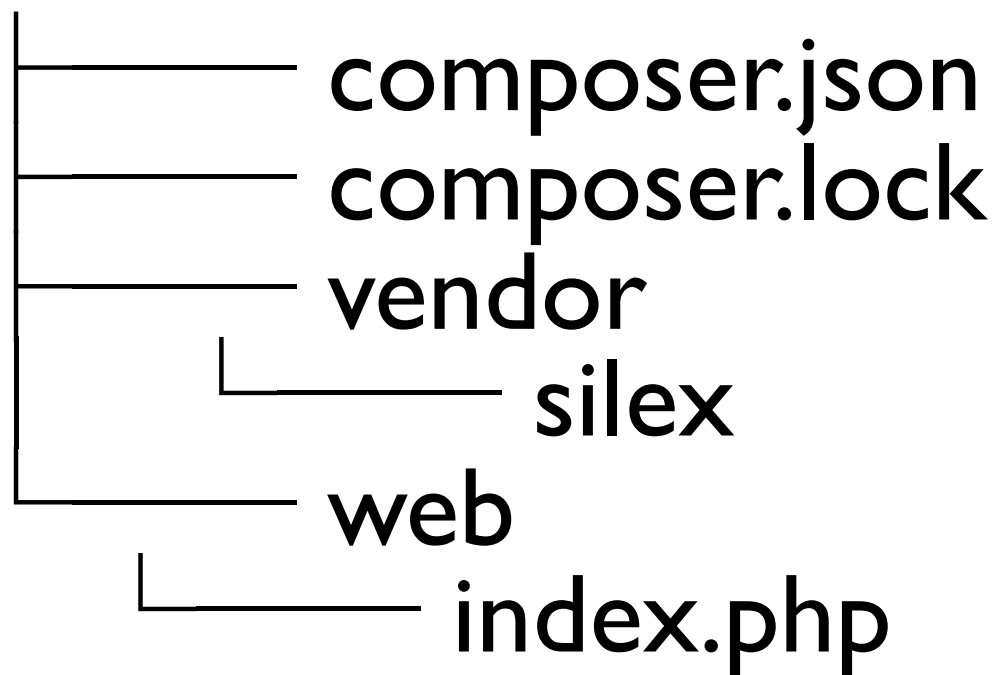 composer.json
composer.lock
vendor
silex
web
index.php